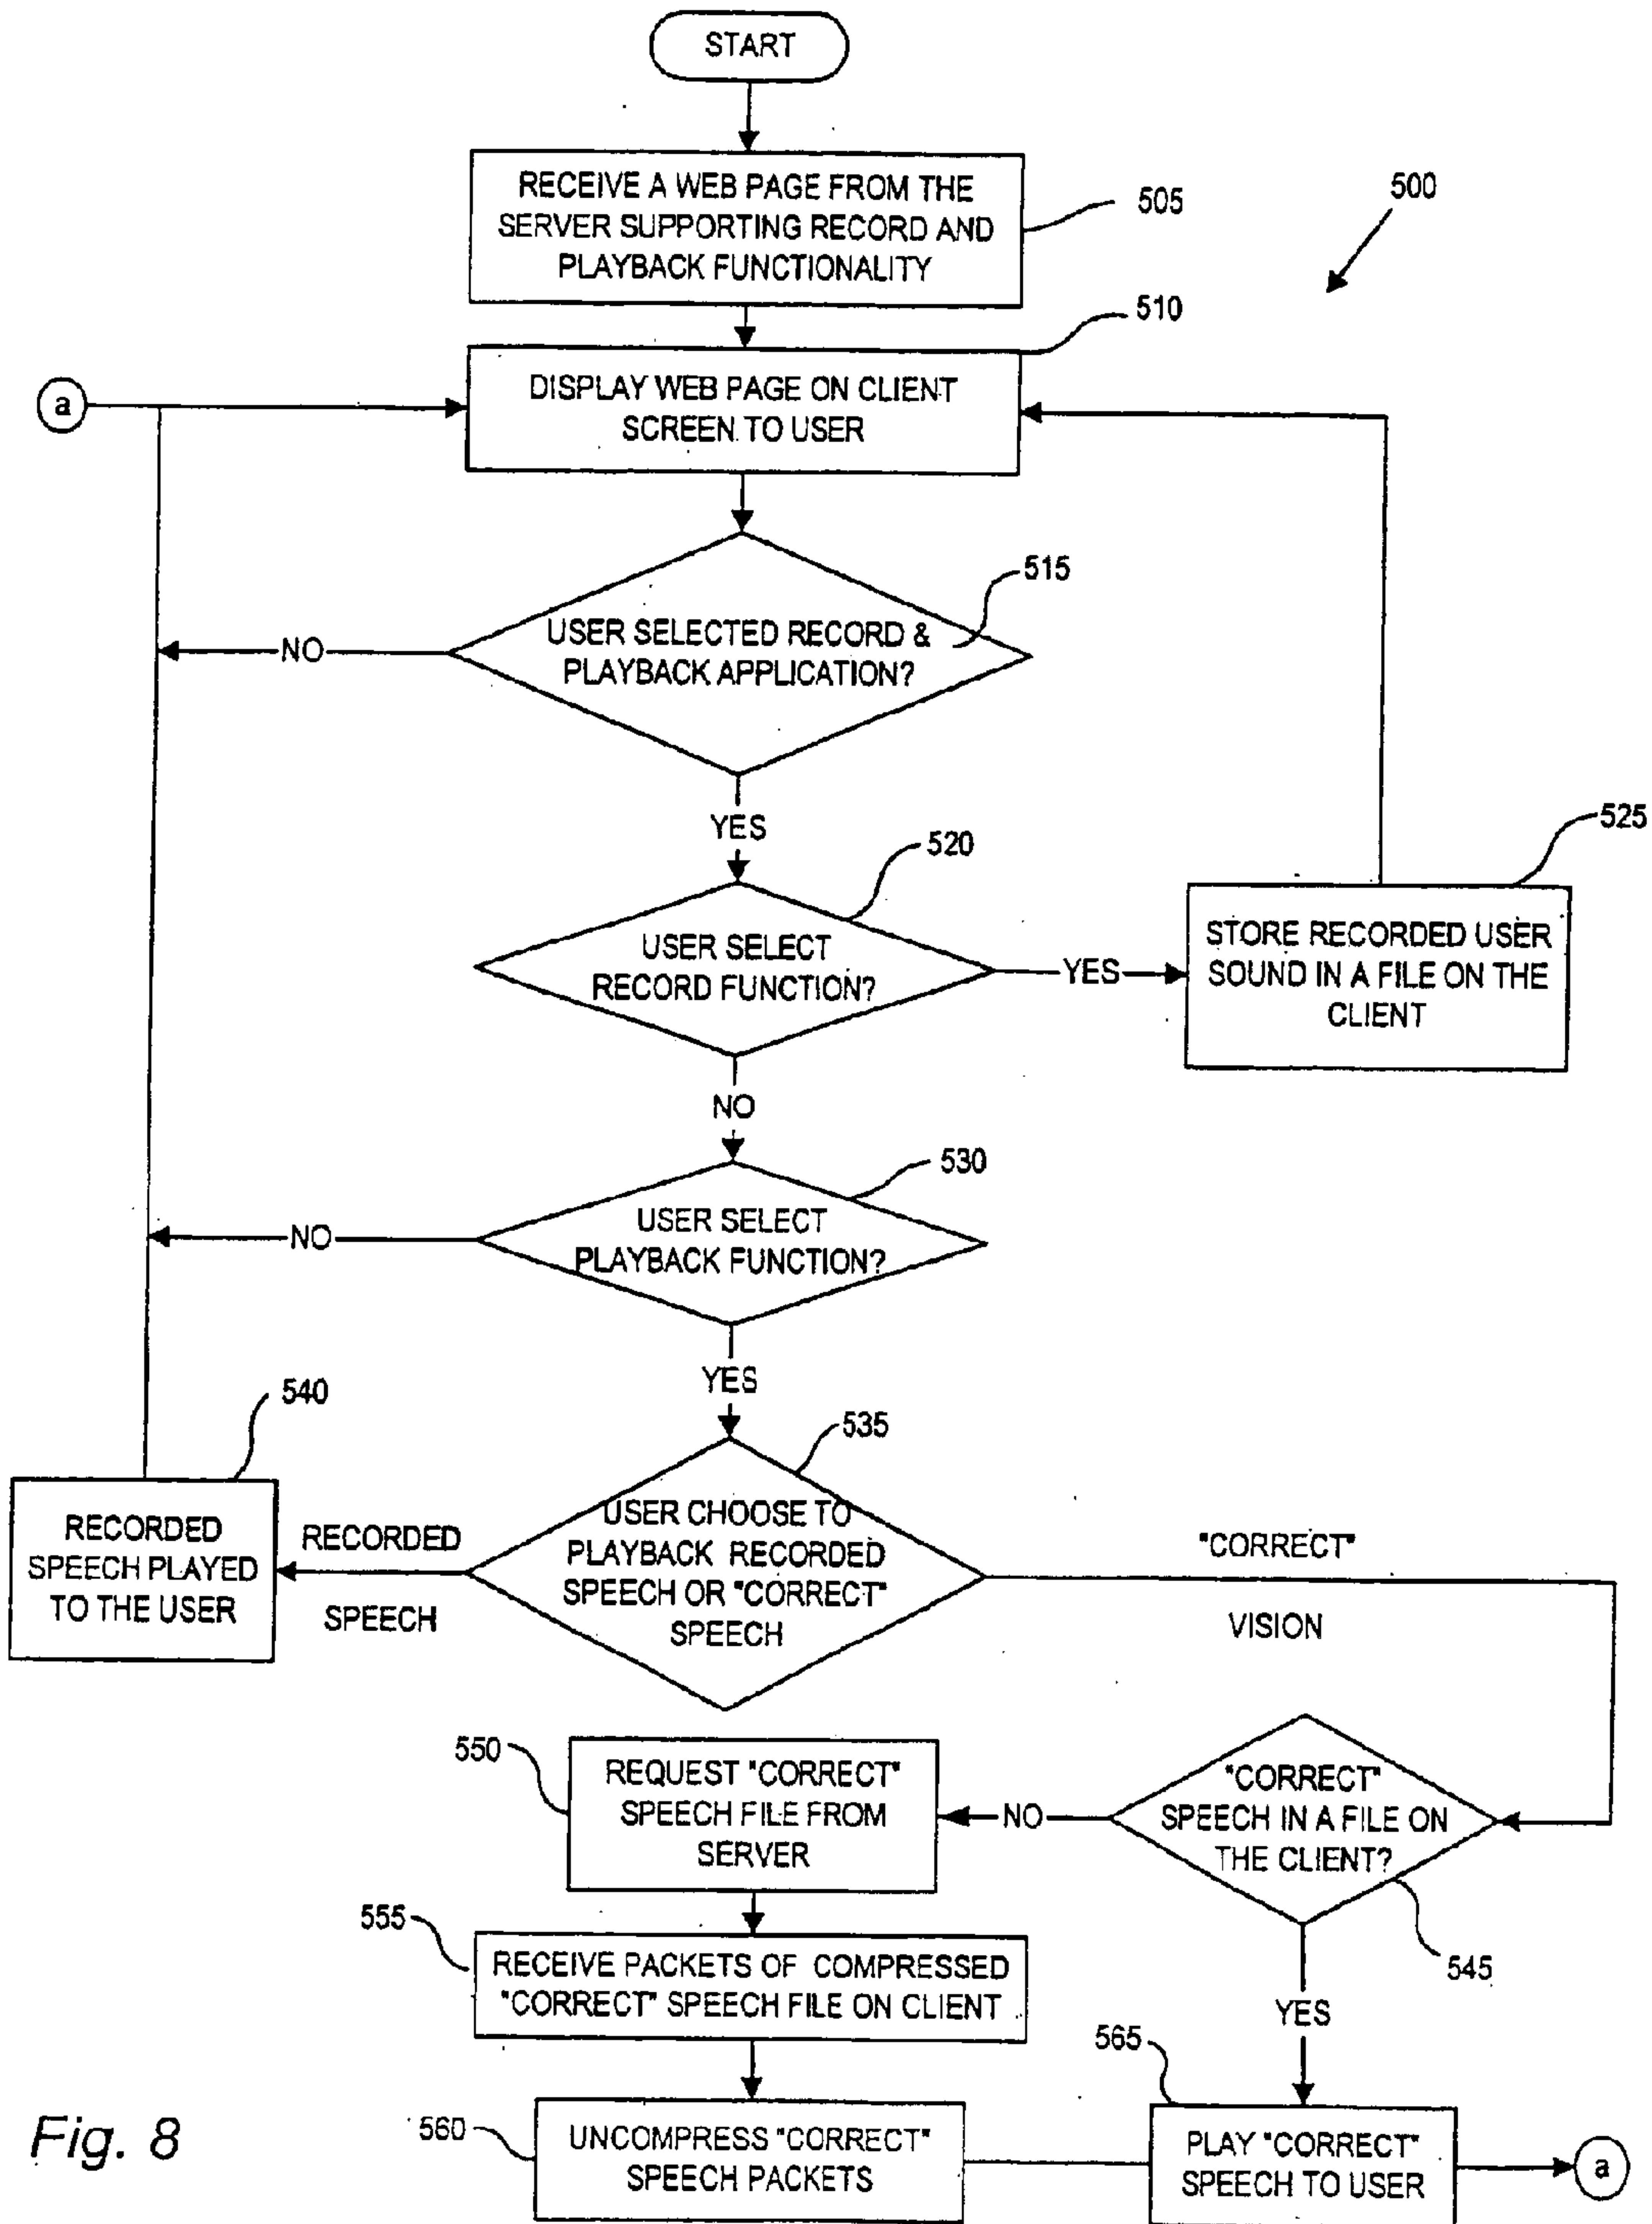 START
RECEIVE A WEB PAGE FROM THE
SERVER SUPPORTING RECORD AND
PLAYBACK FUNCTIONALITY
505
500
510
DISPLAY WEB PAGE ON CLIENT
SCREEN TO USER
a
515
USER SELECTED RECORD &
PLAYBACK APPLICATION?
NO
YES
520
USER SELECT
RECORD FUNCTION?
YES
525
STORE RECORDED USER
SOUND IN A FILE ON THE
CLIENT
NO
530
USER SELECT
PLAYBACK FUNCTION?
NO
YES
535
USER CHOOSE TO
PLAYBACK RECORDED
SPEECH OR "CORRECT"
SPEECH
540
RECORDED
SPEECH PLAYED
TO THE USER
RECORDED
SPEECH
"CORRECT"
VISION
"CORRECT"
SPEECH IN A FILE ON
THE CLIENT?
545
NO
550
REQUEST "CORRECT"
SPEECH FILE FROM
SERVER
555
RECEIVE PACKETS OF COMPRESSED
"CORRECT" SPEECH FILE ON CLIENT
YES
560
UNCOMPRESS "CORRECT"
SPEECH PACKETS
565
PLAY "CORRECT"
SPEECH TO USER
a
Fig. 8